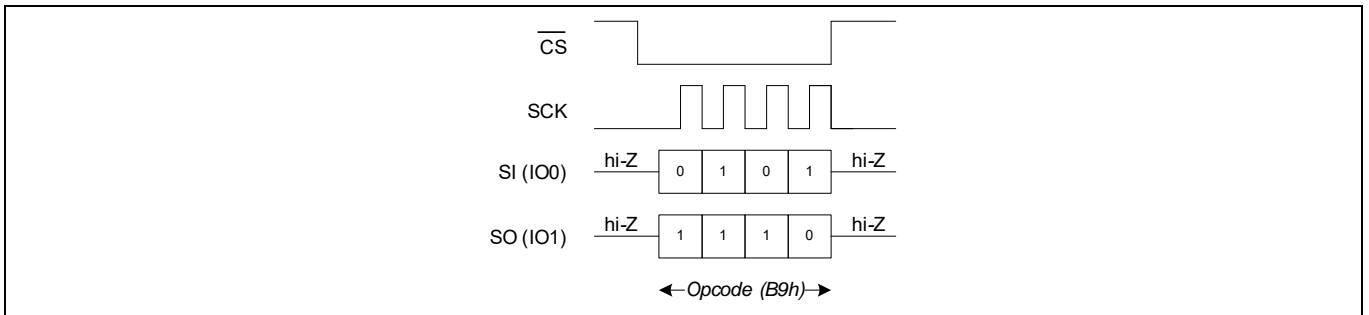 CS
SCK
SI (IO0) hi-Z 0 1 0 1 hi-Z
SO (IO1) hi-Z 1 1 1 0 hi-Z
Opcode (B9h)